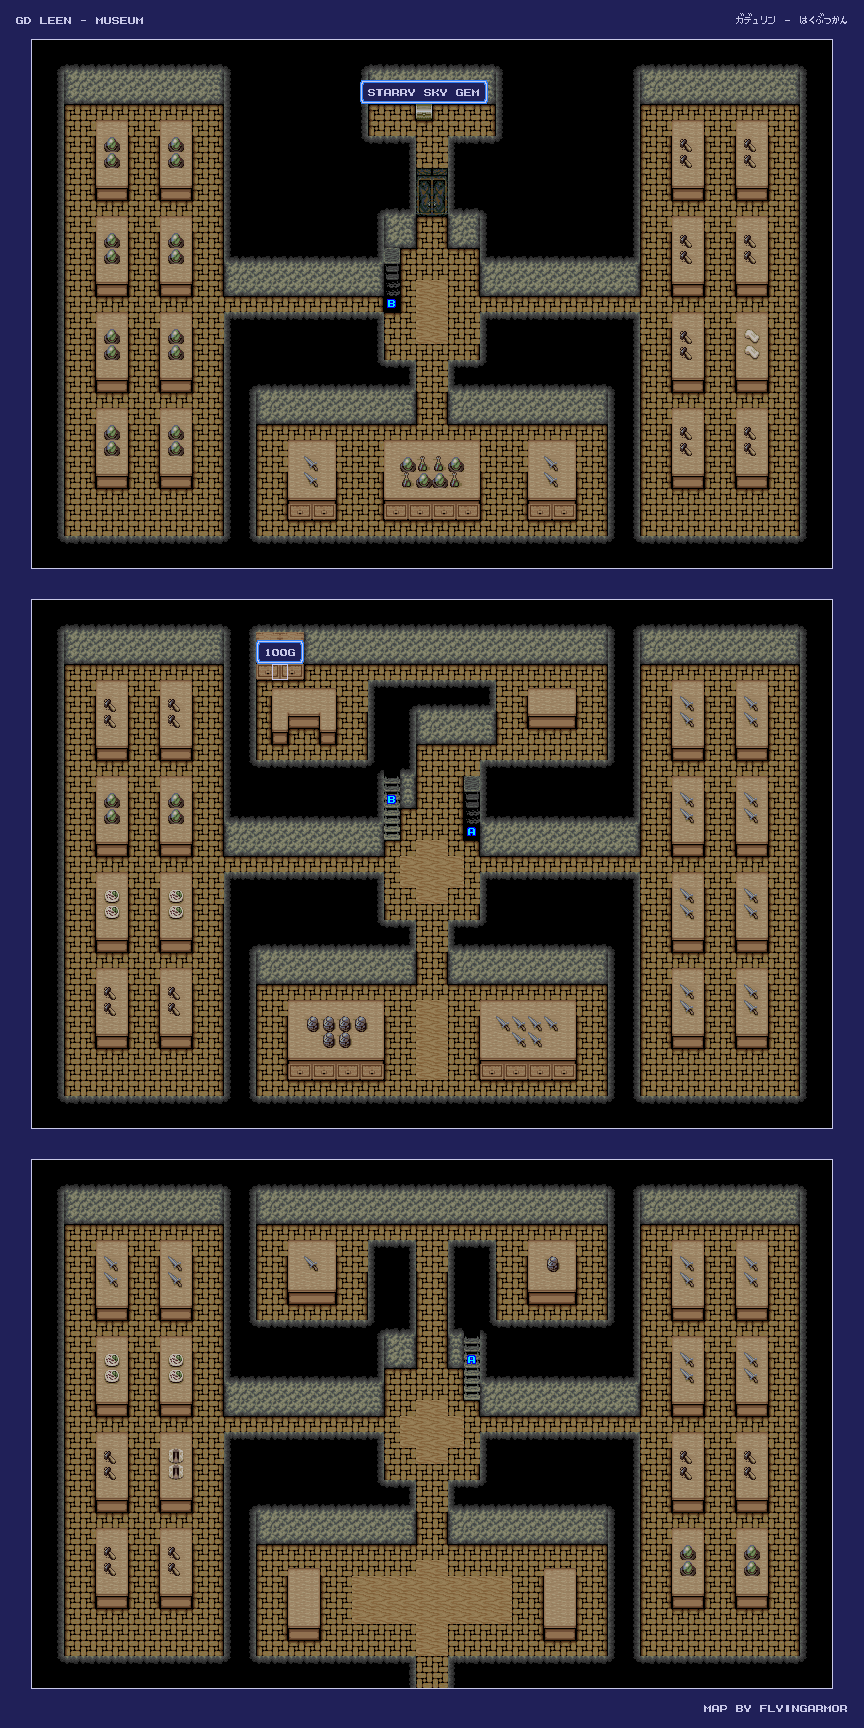 GD LEEN - MUSEUM
ガデュリン - はくぶつかん
STARRY SKY GEM
B
100G
B
A
A
MAP BY FLYINGARMOR